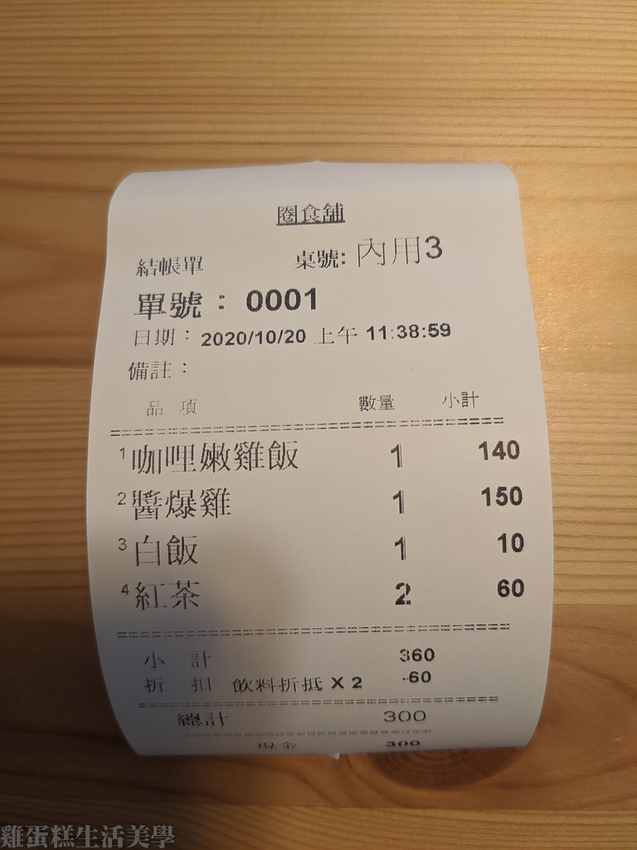 圈食舖
結帳單 桌號: 內用3
單號： 0001
日期： 2020/10/20 上午 11:38:59
備註：
品 項 數量 小計
1 咖哩嫩雞飯 1 140
2 醬爆雞 1 150
3 白飯 1 10
4 紅茶 2 60
小 計 360
折 扣 飲料折抵 X 2 -60
總計 300
現金 300
雞蛋糕生活美學